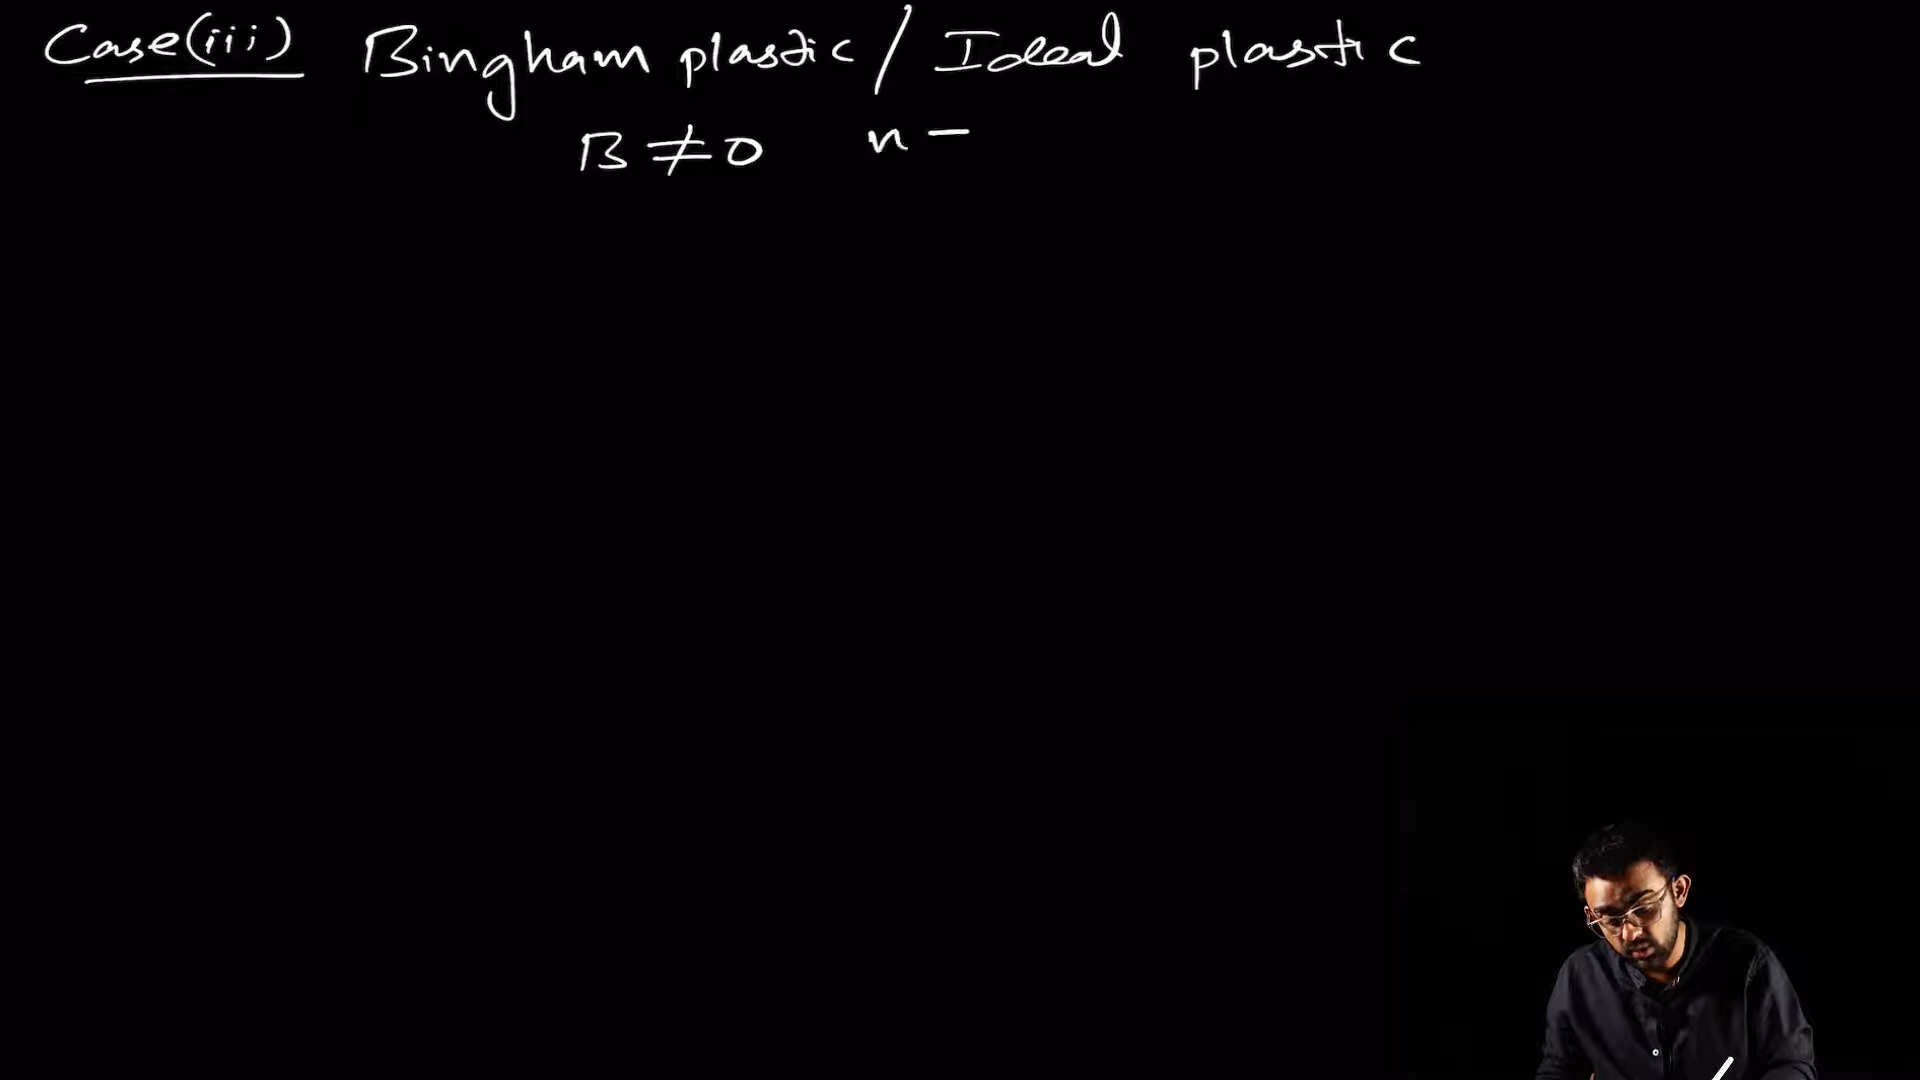 Case(iii) Bingham plastic / Ideal plastic
B ≠ 0 n –